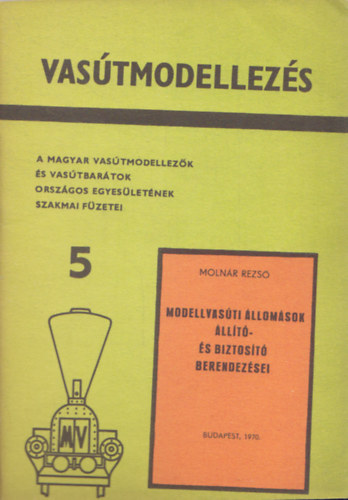 VASÚTMODELLEZÉS
A MAGYAR VASÚTMODELLEZŐK
ÉS VASÚTBARÁTOK
ORSZÁGOS EGYESÜLETÉNEK
SZAKMAI FÜZETEI
5
MOLNÁR REZSŐ
MODELLVASÚTI ÁLLOMÁSOK
ÁLLÍTÓ-
ÉS BIZTOSÍTÓ
BERENDEZÉSEI
BUDAPEST, 1970.
MV